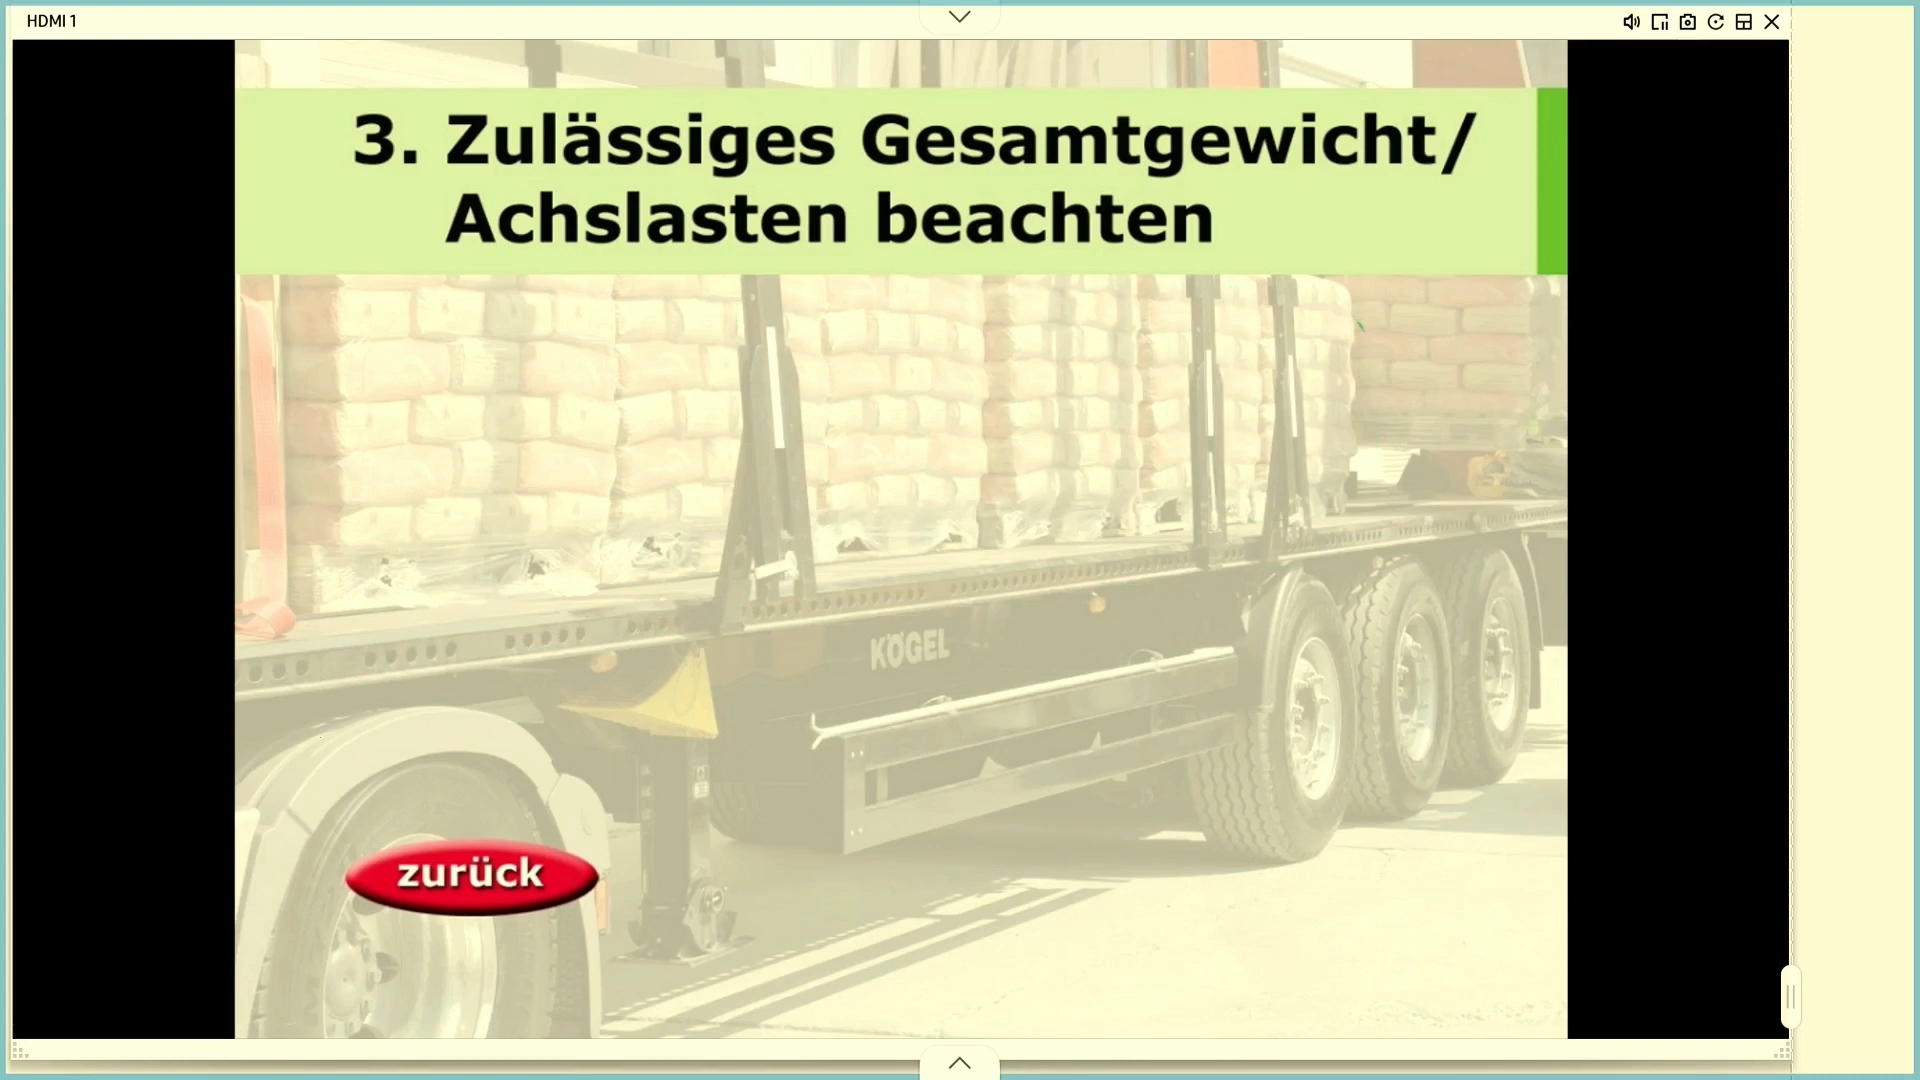 HDMI 1
3. Zulässiges Gesamtgewicht/
Achslasten beachten
KÖGEL
zurück